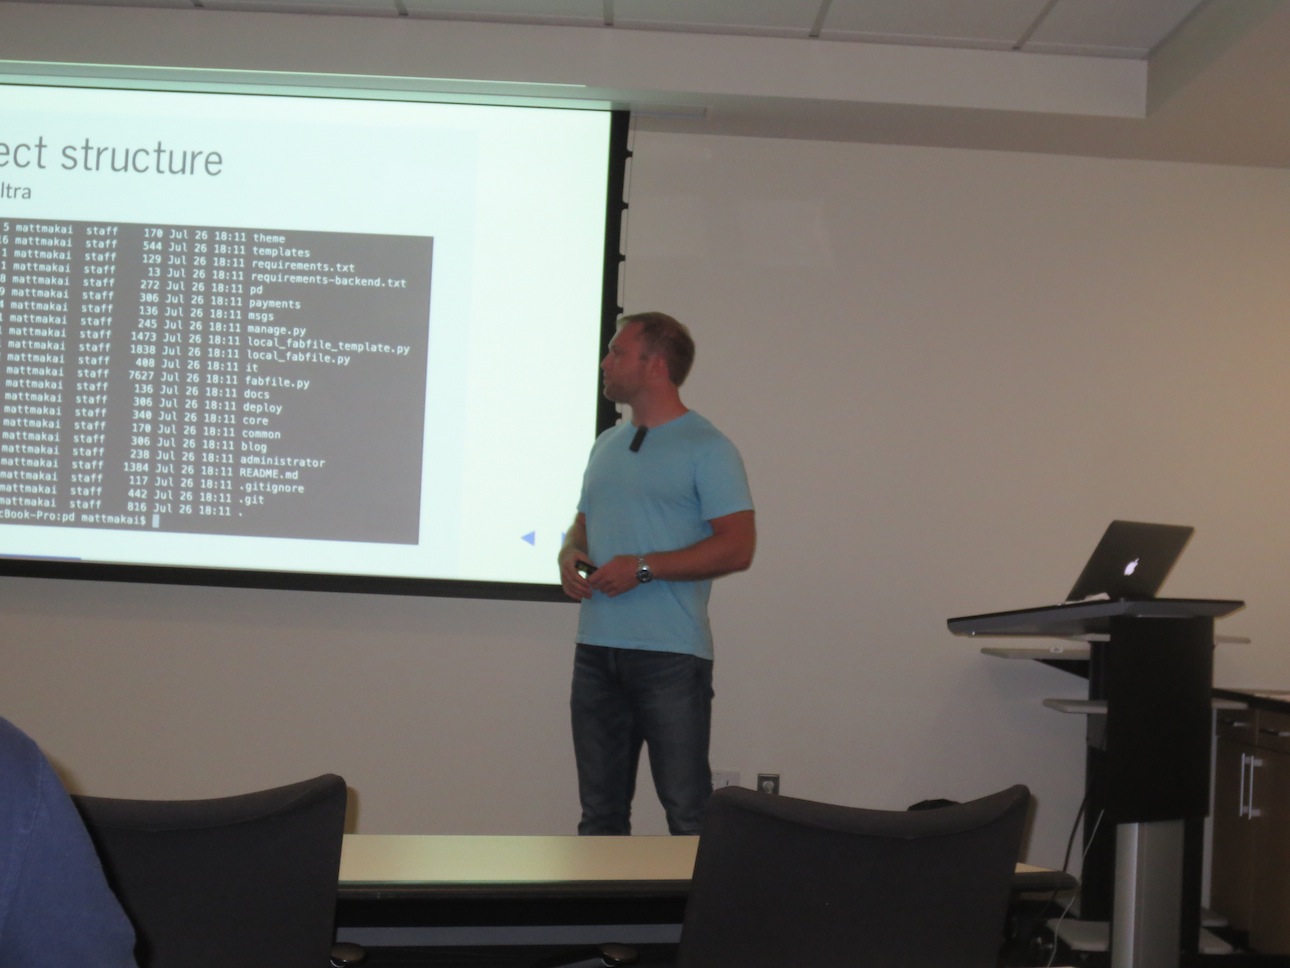 ect structure
ltra
5 mattmakai staff 170 Jul 26 18:11 theme
16 mattmakai staff 544 Jul 26 18:11 templates
1 mattmakai staff 129 Jul 26 18:11 requirements.txt
1 mattmakai staff 13 Jul 26 18:11 requirements-backend.txt
8 mattmakai staff 272 Jul 26 18:11 pd
9 mattmakai staff 306 Jul 26 18:11 payments
4 mattmakai staff 136 Jul 26 18:11 msgs
mattmakai staff 245 Jul 26 18:11 manage.py
mattmakai staff 1473 Jul 26 18:11 local_fabfile_template.py
mattmakai staff 1838 Jul 26 18:11 local_fabfile.py
mattmakai staff 408 Jul 26 18:11 it
mattmakai staff 7627 Jul 26 18:11 fabfile.py
mattmakai staff 136 Jul 26 18:11 docs
mattmakai staff 306 Jul 26 18:11 deploy
mattmakai staff 340 Jul 26 18:11 core
mattmakai staff 170 Jul 26 18:11 common
mattmakai staff 306 Jul 26 18:11 blog
mattmakai staff 238 Jul 26 18:11 administrator
mattmakai staff 1384 Jul 26 18:11 README.md
mattmakai staff 117 Jul 26 18:11 .gitignore
mattmakai staff 442 Jul 26 18:11 .git
mattmakai staff 816 Jul 26 18:11 .
cBook-Pro:pd mattmakai$